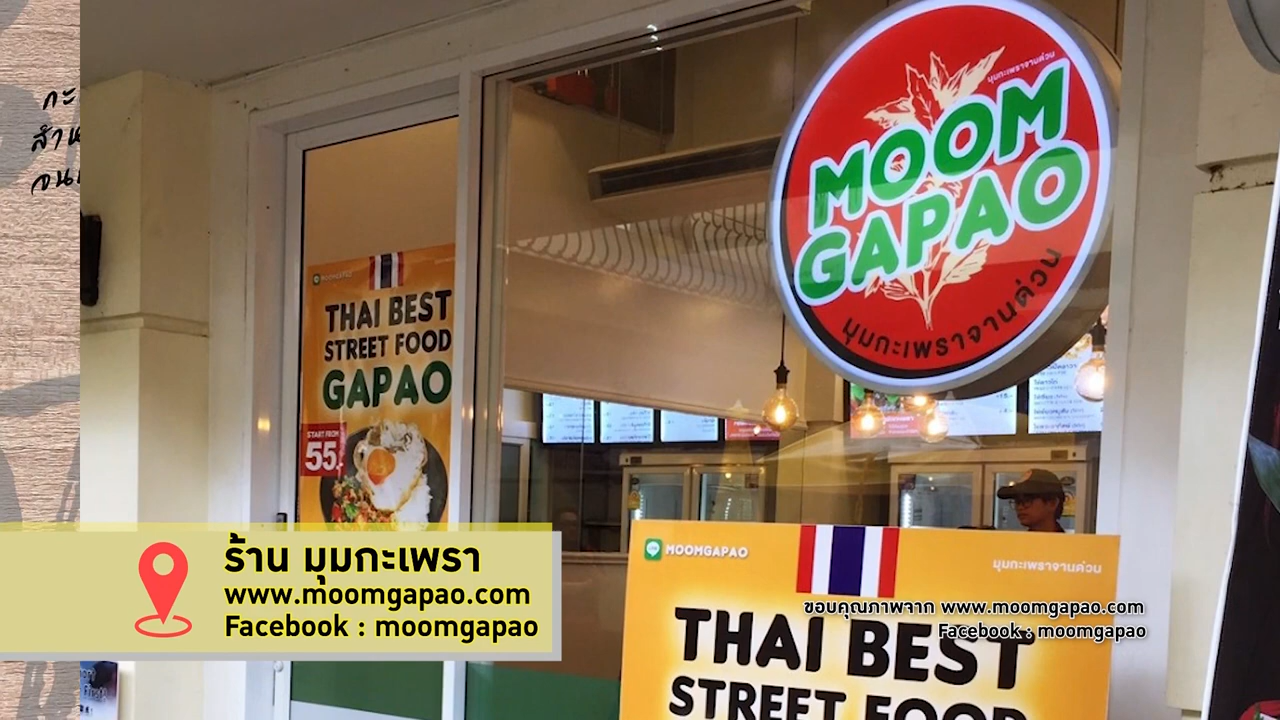 มุมกะเพราจานด่วน
MOOM
GAPAO
มุมกะเพราจานด่วน
MOOMGAPAO
THAI BEST
STREET FOOD
GAPAO
START FROM
55.-
ร้าน มุมกะเพรา
www.moomgapao.com
Facebook : moomgapao
MOOMGAPAO
มุมกะเพราจานด่วน
ขอบคุณภาพจาก www.moomgapao.com
Facebook : moomgapao
THAI BEST
STREET FOOD